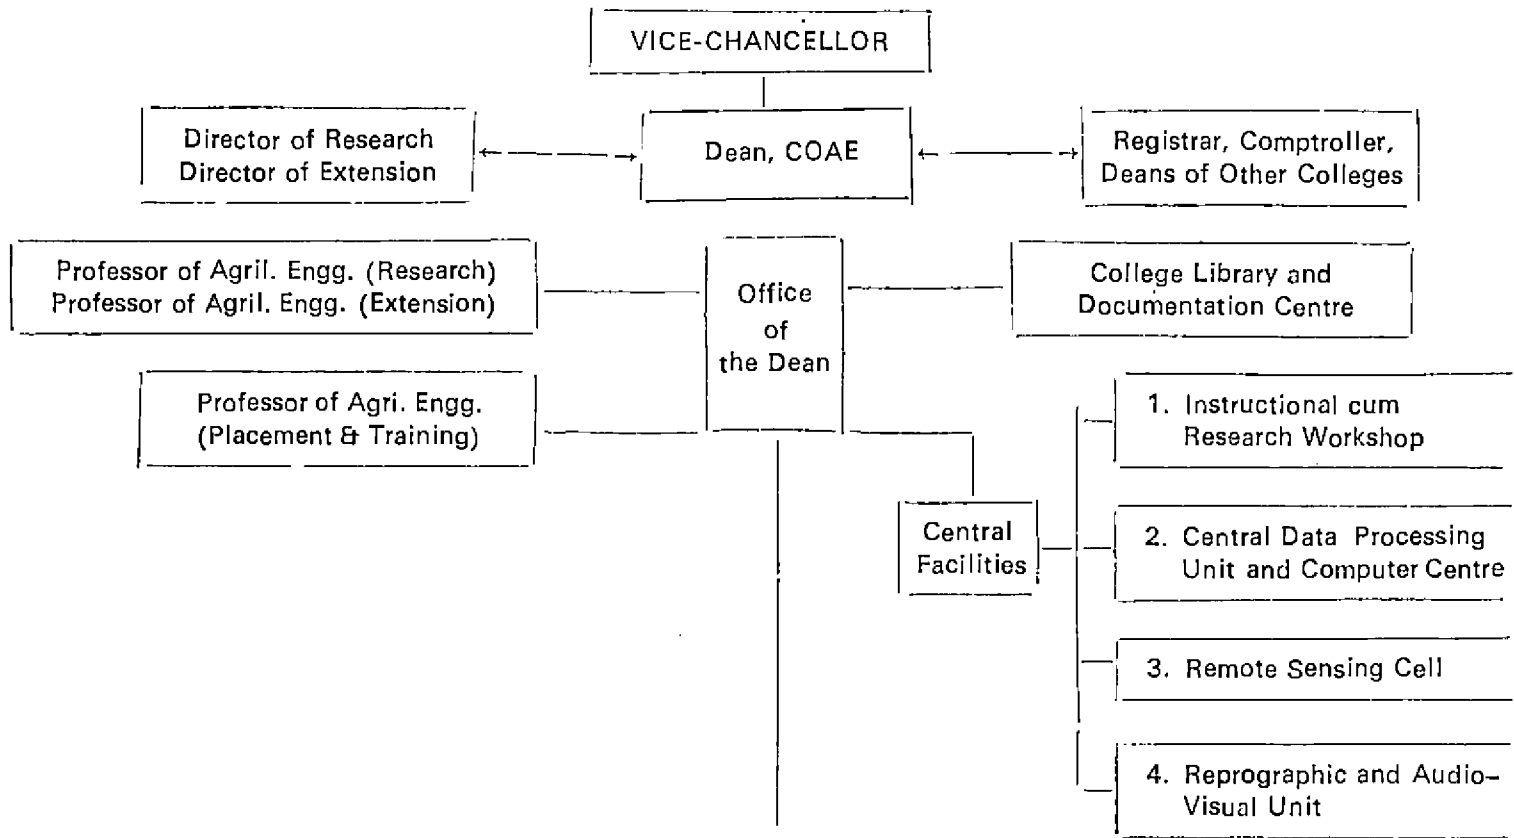 VICE-CHANCELLOR
Director of Research
Director of Extension
Dean, COAE
Registrar, Comptroller,
Deans of Other Colleges
Professor of Agril. Engg. (Research)
Professor of Agril. Engg. (Extension)
Office
of
the Dean
College Library and
Documentation Centre
Professor of Agri. Engg.
(Placement & Training)
Central
Facilities
1. Instructional cum
Research Workshop
2. Central Data Processing
Unit and Computer Centre
3. Remote Sensing Cell
4. Reprographic and Audio-
Visual Unit